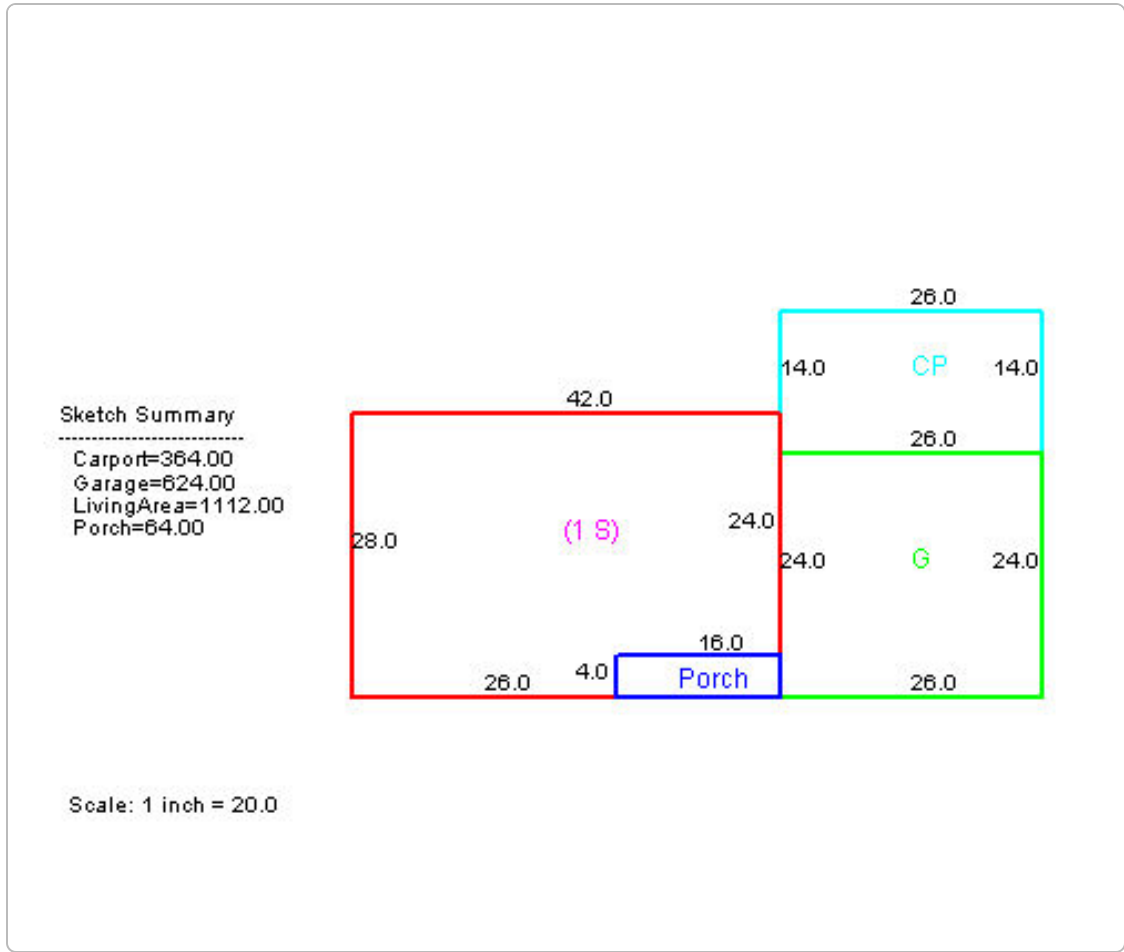 26.0
14.0 CP 14.0
42.0
Sketch Summary
---------------------------
26.0
Carport=364.00
Garage=624.00
LivingArea=1112.00
Porch=64.00
28.0 (1 S) 24.0
24.0 G 24.0
16.0
26.0 4.0 Porch 26.0
Scale: 1 inch = 20.0